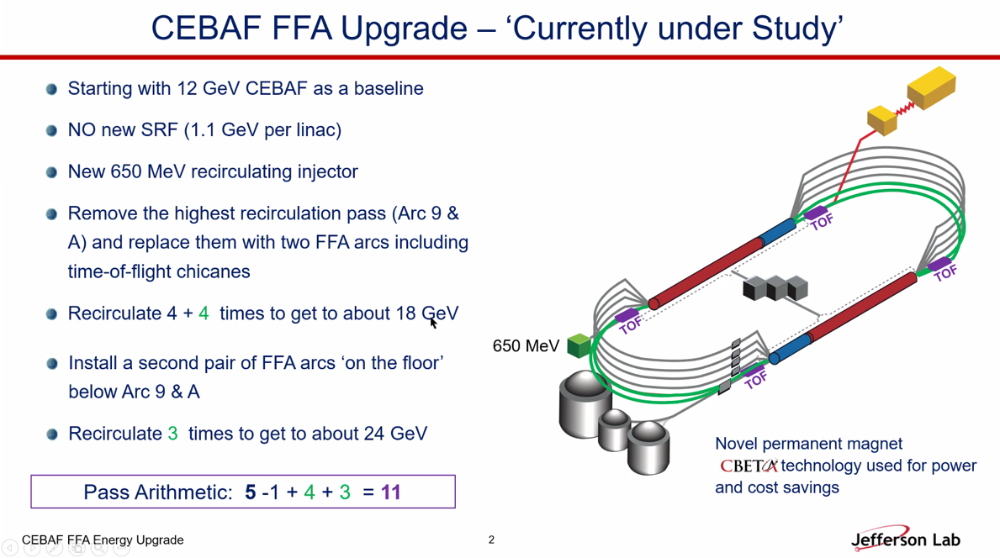 CEBAF FFA Upgrade – ‘Currently under Study’
Starting with 12 GeV CEBAF as a baseline
NO new SRF (1.1 GeV per linac)
New 650 MeV recirculating injector
Remove the highest recirculation pass (Arc 9 &
A) and replace them with two FFA arcs including
time-of-flight chicanes
Recirculate 4 + 4 times to get to about 18 GeV
Install a second pair of FFA arcs ‘on the floor’
below Arc 9 & A
Recirculate 3 times to get to about 24 GeV
Pass Arithmetic: 5 -1 + 4 + 3 = 11
TOF
TOF
TOF
650 MeV
TOF
Novel permanent magnet
CBETA technology used for power
and cost savings
CEBAF FFA Energy Upgrade
2
Jefferson Lab